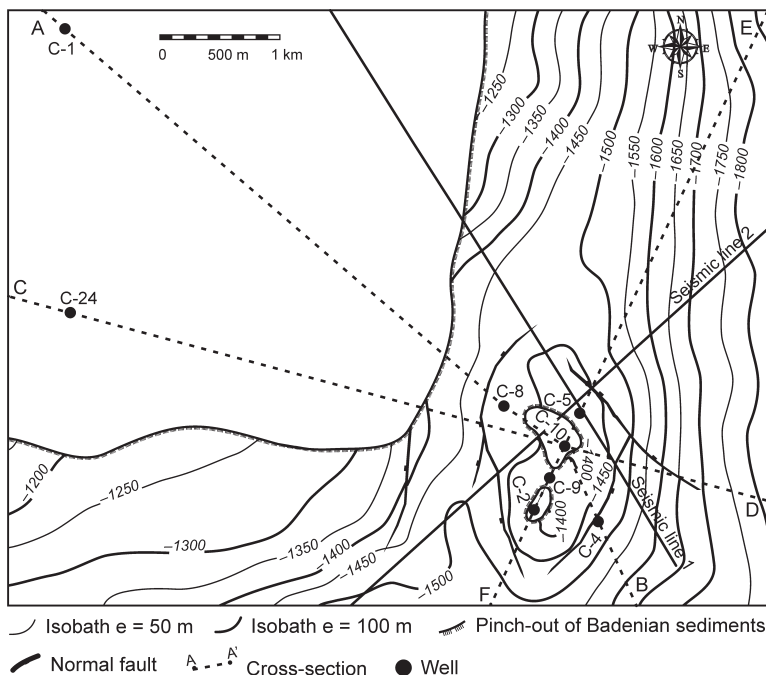 A
C-1
0 500 m 1 km
N
W E
S
E
-1250
-1300
-1350
-1400
-1450
-1500
-1550
-1600
-1650
-1700
-1750
-1800
Seismic line 2
C
C-24
C-8
C-5
C-10
-1400
C-9
-1450
C-2
-1400
C-4
Seismic line 1
D
B
F
-1200
-1250
-1300
-1350
-1400
-1450
-1500
Isobath e = 50 m Isobath e = 100 m Pinch-out of Badenian sediments
Normal fault A A' Cross-section Well